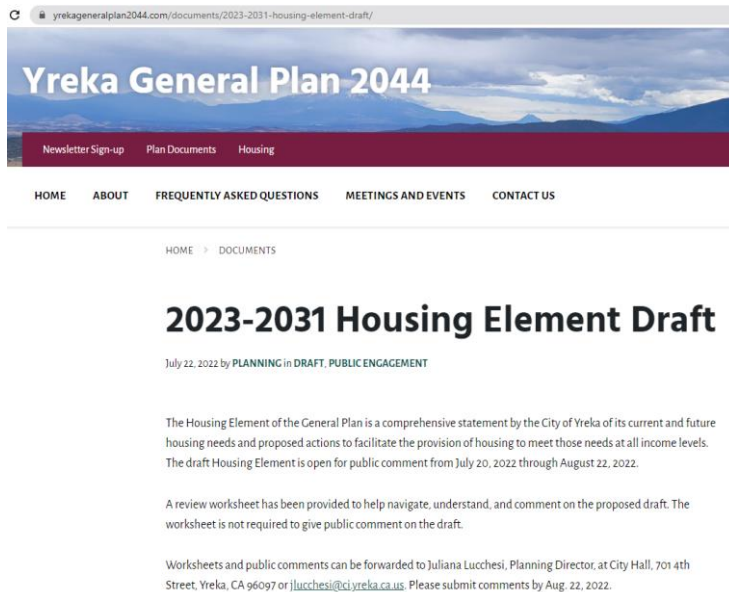 yrekageneralplan2044.com/documents/2023-2031-housing-element-draft/
Yreka General Plan 2044
Newsletter Sign-up Plan Documents Housing
HOME ABOUT FREQUENTLY ASKED QUESTIONS MEETINGS AND EVENTS CONTACT US
HOME > DOCUMENTS
2023-2031 Housing Element Draft
July 22, 2022 by PLANNING in DRAFT, PUBLIC ENGAGEMENT
The Housing Element of the General Plan is a comprehensive statement by the City of Yreka of its current and future
housing needs and proposed actions to facilitate the provision of housing to meet those needs at all income levels.
The draft Housing Element is open for public comment from July 20, 2022 through August 22, 2022.
A review worksheet has been provided to help navigate, understand, and comment on the proposed draft. The
worksheet is not required to give public comment on the draft.
Worksheets and public comments can be forwarded to Juliana Lucchesi, Planning Director, at City Hall, 701 4th
Street, Yreka, CA 96097 or jlucchesi@ci.yreka.ca.us. Please submit comments by Aug. 22, 2022.